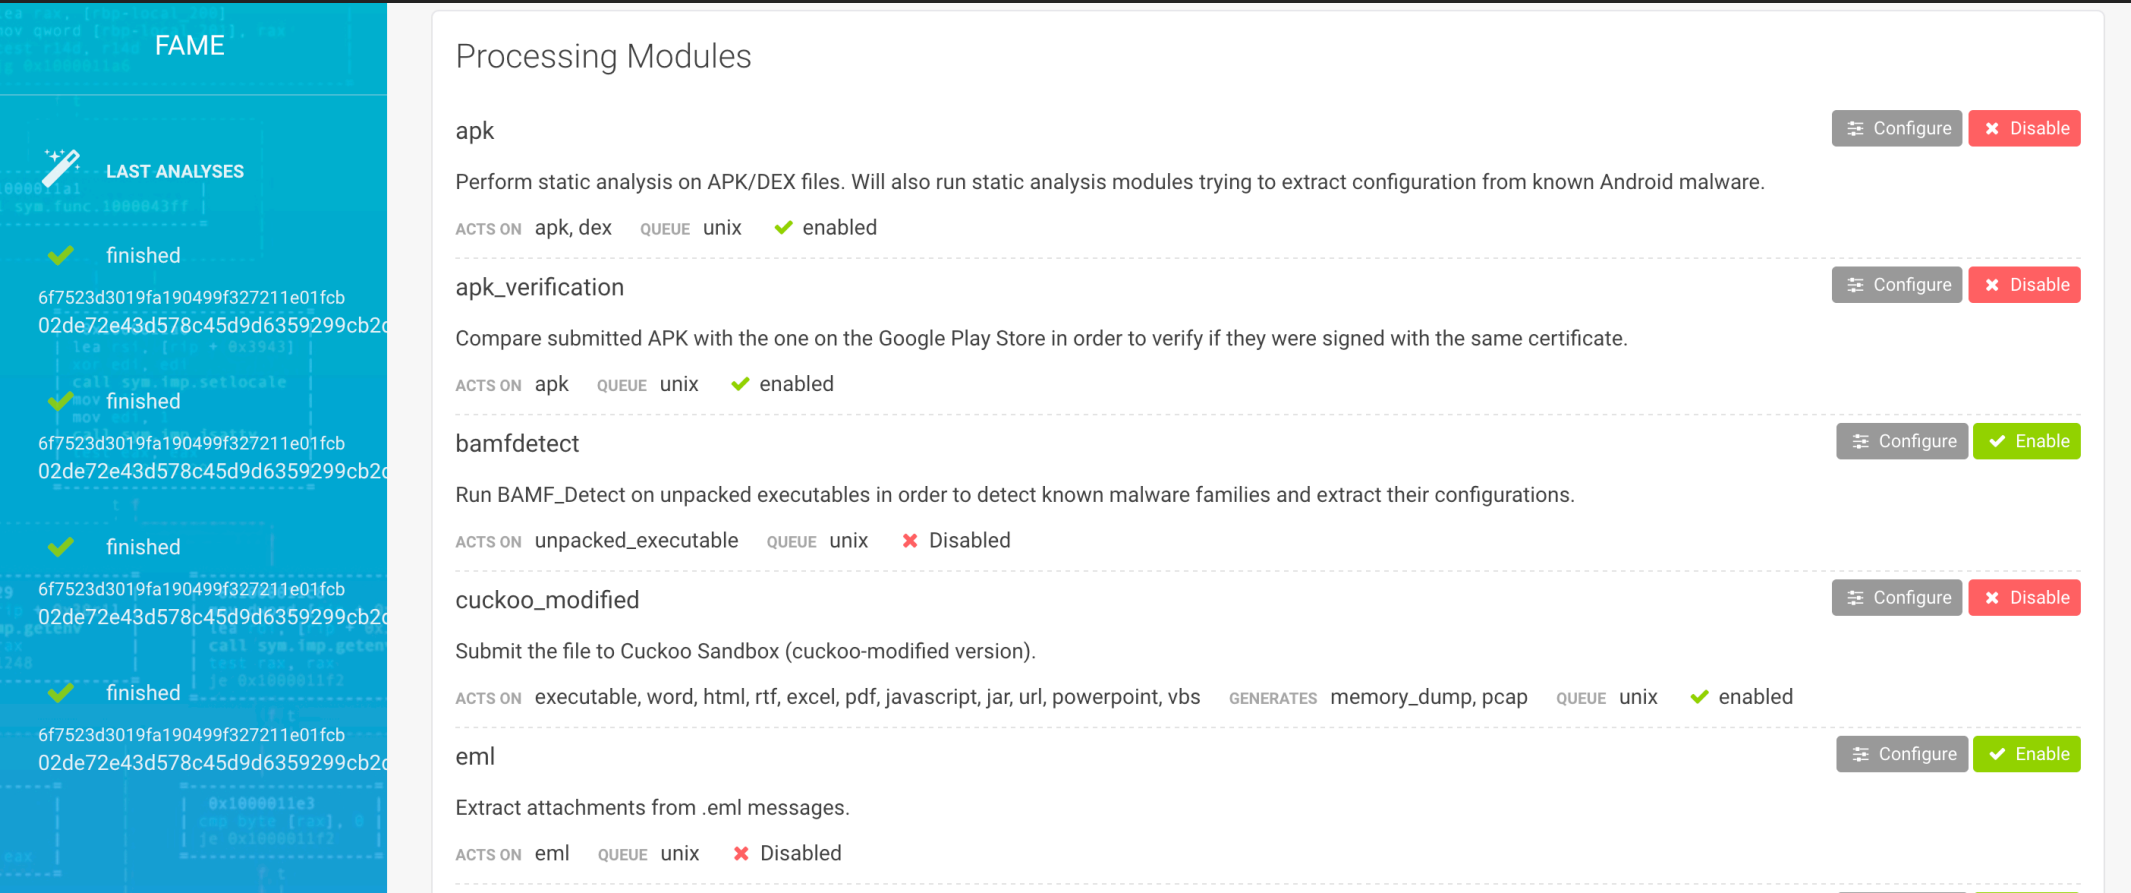 FAME
LAST ANALYSES
finished
6f7523d3019fa190499f327211e01fcb
02de72e43d578c45d9d6359299cb2c
finished
6f7523d3019fa190499f327211e01fcb
02de72e43d578c45d9d6359299cb2c
finished
6f7523d3019fa190499f327211e01fcb
02de72e43d578c45d9d6359299cb2c
finished
6f7523d3019fa190499f327211e01fcb
02de72e43d578c45d9d6359299cb2c
Processing Modules
apk
Configure Disable
Perform static analysis on APK/DEX files. Will also run static analysis modules trying to extract configuration from known Android malware.
ACTS ON apk, dex QUEUE unix enabled
apk_verification
Configure Disable
Compare submitted APK with the one on the Google Play Store in order to verify if they were signed with the same certificate.
ACTS ON apk QUEUE unix enabled
bamfdetect
Configure Enable
Run BAMF_Detect on unpacked executables in order to detect known malware families and extract their configurations.
ACTS ON unpacked_executable QUEUE unix Disabled
cuckoo_modified
Configure Disable
Submit the file to Cuckoo Sandbox (cuckoo-modified version).
ACTS ON executable, word, html, rtf, excel, pdf, javascript, jar, url, powerpoint, vbs GENERATES memory_dump, pcap QUEUE unix enabled
eml
Configure Enable
Extract attachments from .eml messages.
ACTS ON eml QUEUE unix Disabled